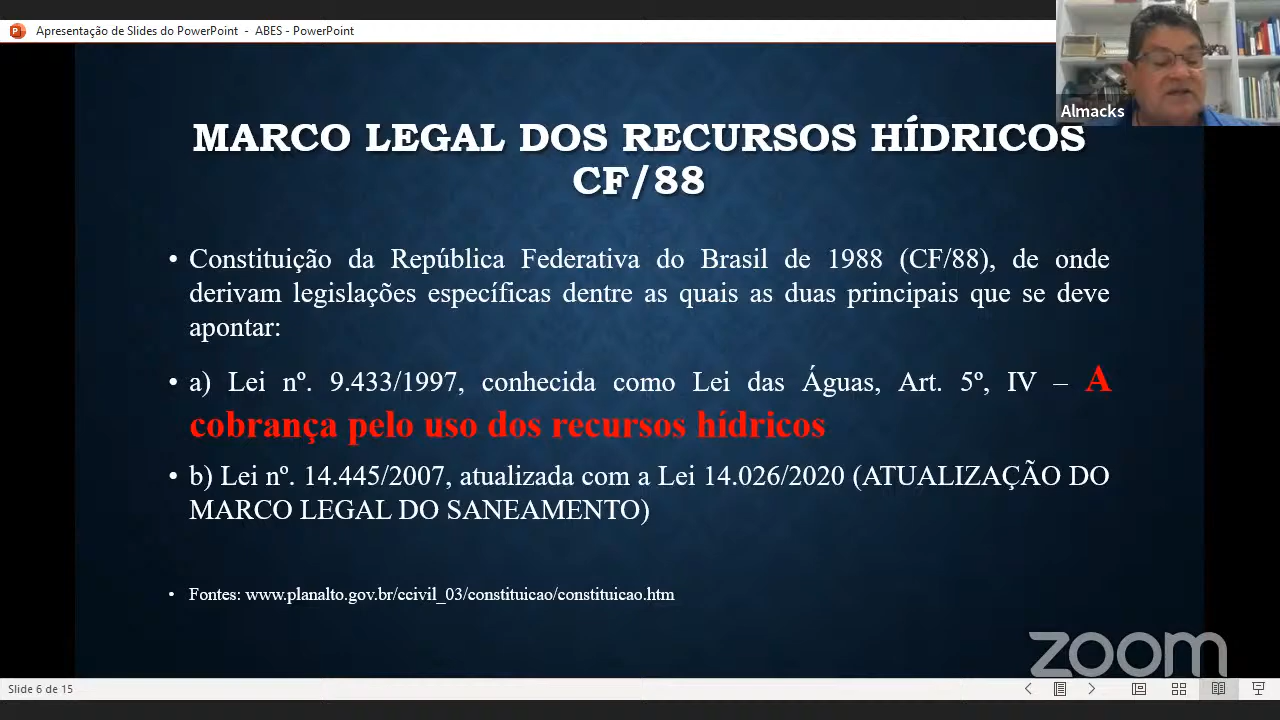 Apresentação de Slides do PowerPoint - ABES - PowerPoint
Almacks
MARCO LEGAL DOS RECURSOS HÍDRICOS
CF/88
• Constituição da República Federativa do Brasil de 1988 (CF/88), de onde
derivam legislações específicas dentre as quais as duas principais que se deve
apontar:
• a) Lei nº. 9.433/1997, conhecida como Lei das Águas, Art. 5º, IV – A
cobrança pelo uso dos recursos hídricos
• b) Lei nº. 14.445/2007, atualizada com a Lei 14.026/2020 (ATUALIZAÇÃO DO
MARCO LEGAL DO SANEAMENTO)
• Fontes: www.planalto.gov.br/ccivil_03/constituicao/constituicao.htm
zoom
Slide 6 de 15